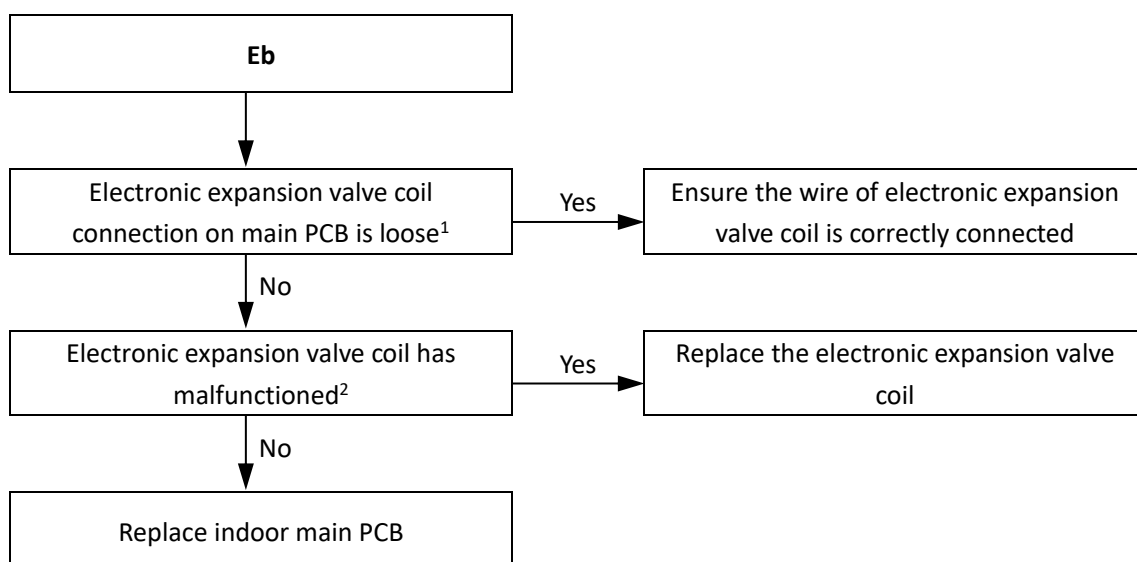 Eb
Electronic expansion valve coil
connection on main PCB is loose¹
Yes
Ensure the wire of electronic expansion
valve coil is correctly connected
No
Electronic expansion valve coil has
malfunctioned²
Yes
Replace the electronic expansion valve
coil
No
Replace indoor main PCB